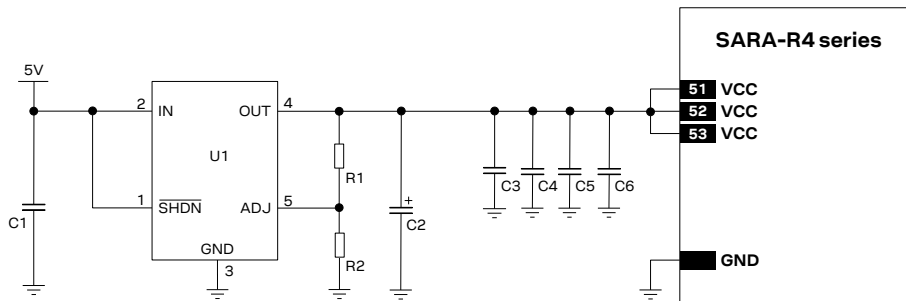 SARA-R4 series
5V
51 VCC
52 VCC
53 VCC
2 IN OUT 4
U1
R1
C3 C4 C5 C6
1 SHDN ADJ 5
C1
C2
GND
3
R2
GND